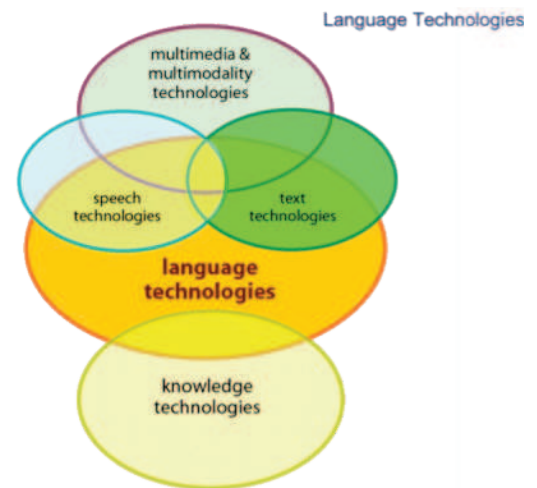 Language Technologies
multimedia &
multimodality
technologies
speech
technologies
text
technologies
language
technologies
knowledge
technologies